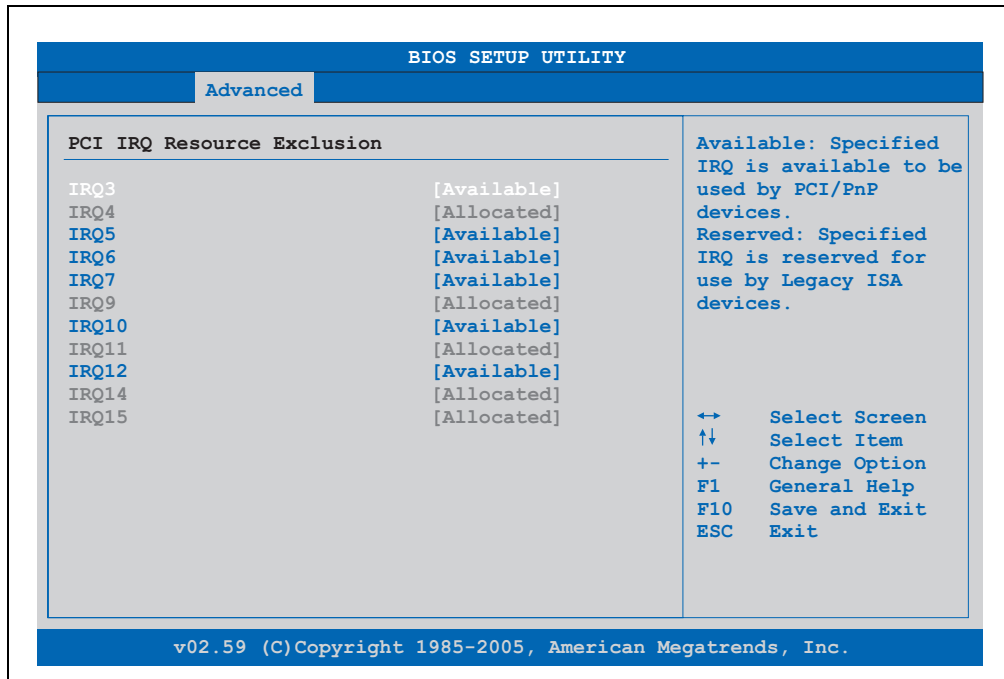 BIOS SETUP UTILITY
Advanced
PCI IRQ Resource Exclusion
IRQ3 [Available]
IRQ4 [Allocated]
IRQ5 [Available]
IRQ6 [Available]
IRQ7 [Available]
IRQ9 [Allocated]
IRQ10 [Available]
IRQ11 [Allocated]
IRQ12 [Available]
IRQ14 [Allocated]
IRQ15 [Allocated]
Available: Specified
IRQ is available to be
used by PCI/PnP
devices.
Reserved: Specified
IRQ is reserved for
use by Legacy ISA
devices.
↔ Select Screen
↑↓ Select Item
+- Change Option
F1 General Help
F10 Save and Exit
ESC Exit
v02.59 (C)Copyright 1985-2005, American Megatrends, Inc.